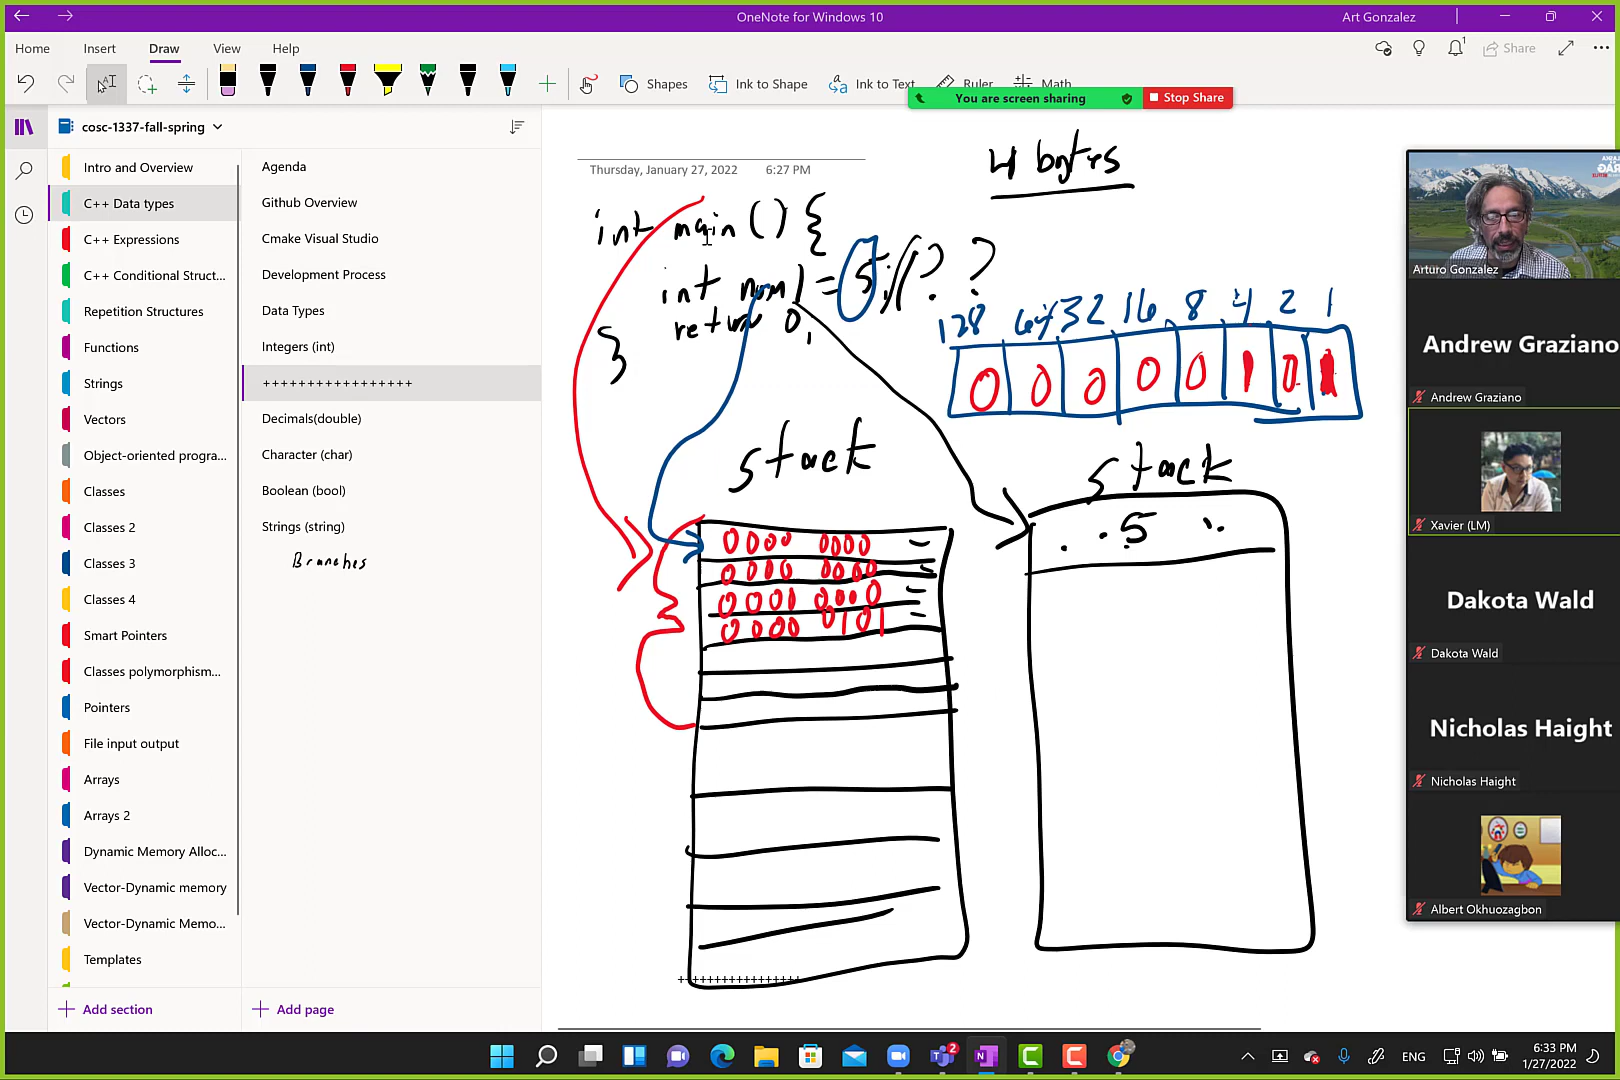 OneNote for Windows 10
Art Gonzalez
Home Insert Draw View Help
1
Share
Shapes Ink to Shape Ink to Text Ruler Math
You are screen sharing
Stop Share
cosc-1337-fall-spring
Intro and Overview
C++ Data types
C++ Expressions
C++ Conditional Struct...
Repetition Structures
Functions
Strings
Vectors
Object-oriented progra...
Classes
Classes 2
Classes 3
Classes 4
Smart Pointers
Classes polymorphism...
Pointers
File input output
Arrays
Arrays 2
Dynamic Memory Alloc...
Vector-Dynamic memory
Vector-Dynamic Memo...
Templates
Add section
Agenda
Github Overview
Cmake Visual Studio
Development Process
Data Types
Integers (int)
+++++++++++++++++
Decimals(double)
Character (char)
Boolean (bool)
Strings (string)
Branches
Add page
Thursday, January 27, 2022 6:27 PM
4 bytes
int main () {
int num1 = 5; // ? ?
return 0;
}
128 64 32 16 8 4 2 1
0 0 0 0 0 1 0 1
stack
0000 0000
0000 0000
0000 0000
0000 0101
+++++++++++++++++
stack
5
Arturo Gonzalez
Andrew Graziano
Andrew Graziano
Xavier (LM)
Dakota Wald
Dakota Wald
Nicholas Haight
Nicholas Haight
Albert Okhuozagbon
2
ENG
6:33 PM
1/27/2022